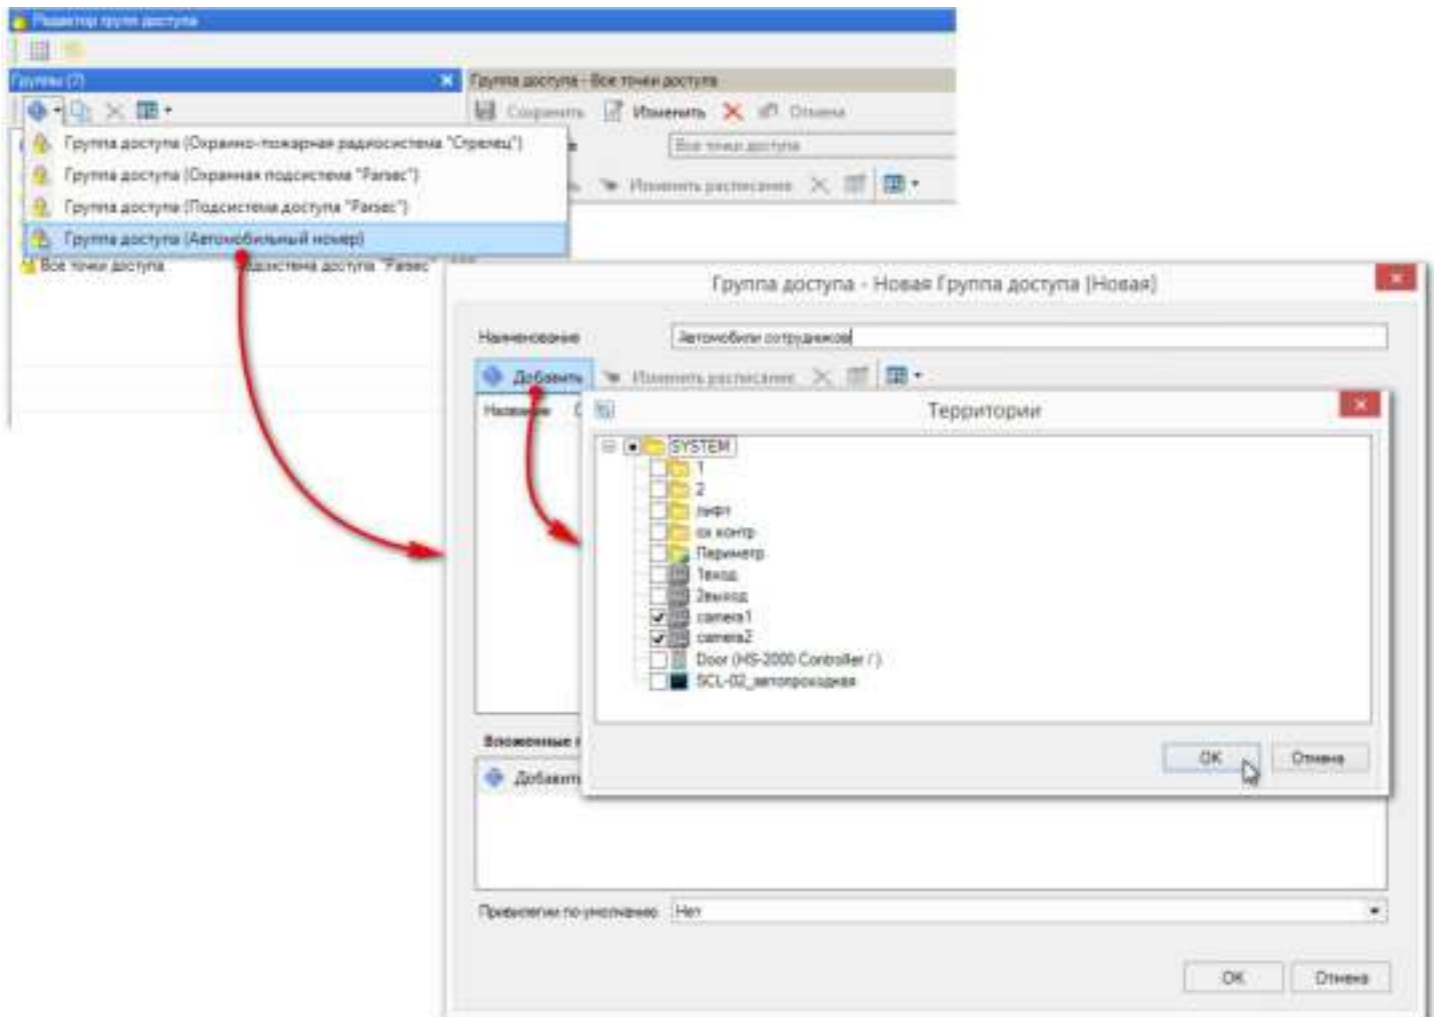 Редактор групп доступа
Группы (7)
Группа доступа - Все точки доступа
Сохранить Изменить Отмена
Группа доступа (Охранно-пожарная радиосистема "Стрелец")
Все точки доступа
Группа доступа (Охранная подсистема "Parsec")
Изменить расписание
Группа доступа (Подсистема доступа "Parsec")
Группа доступа (Автомобильный номер)
Все точки доступа доступа "Parsec"
Группа доступа - Новая Группа доступа [Новая]
Наименование Автомобили сотрудников
Добавить Изменить расписание
Название
Территории
SYSTEM
1
2
лифт
ох контр
Периметр
1вход
2выход
camera1
camera2
Door (HS-2000 Controller / )
SCL-02_автопроходная
Вложенные
OK Отмена
Добавить
Привилегии по умолчанию Нет
OK Отмена